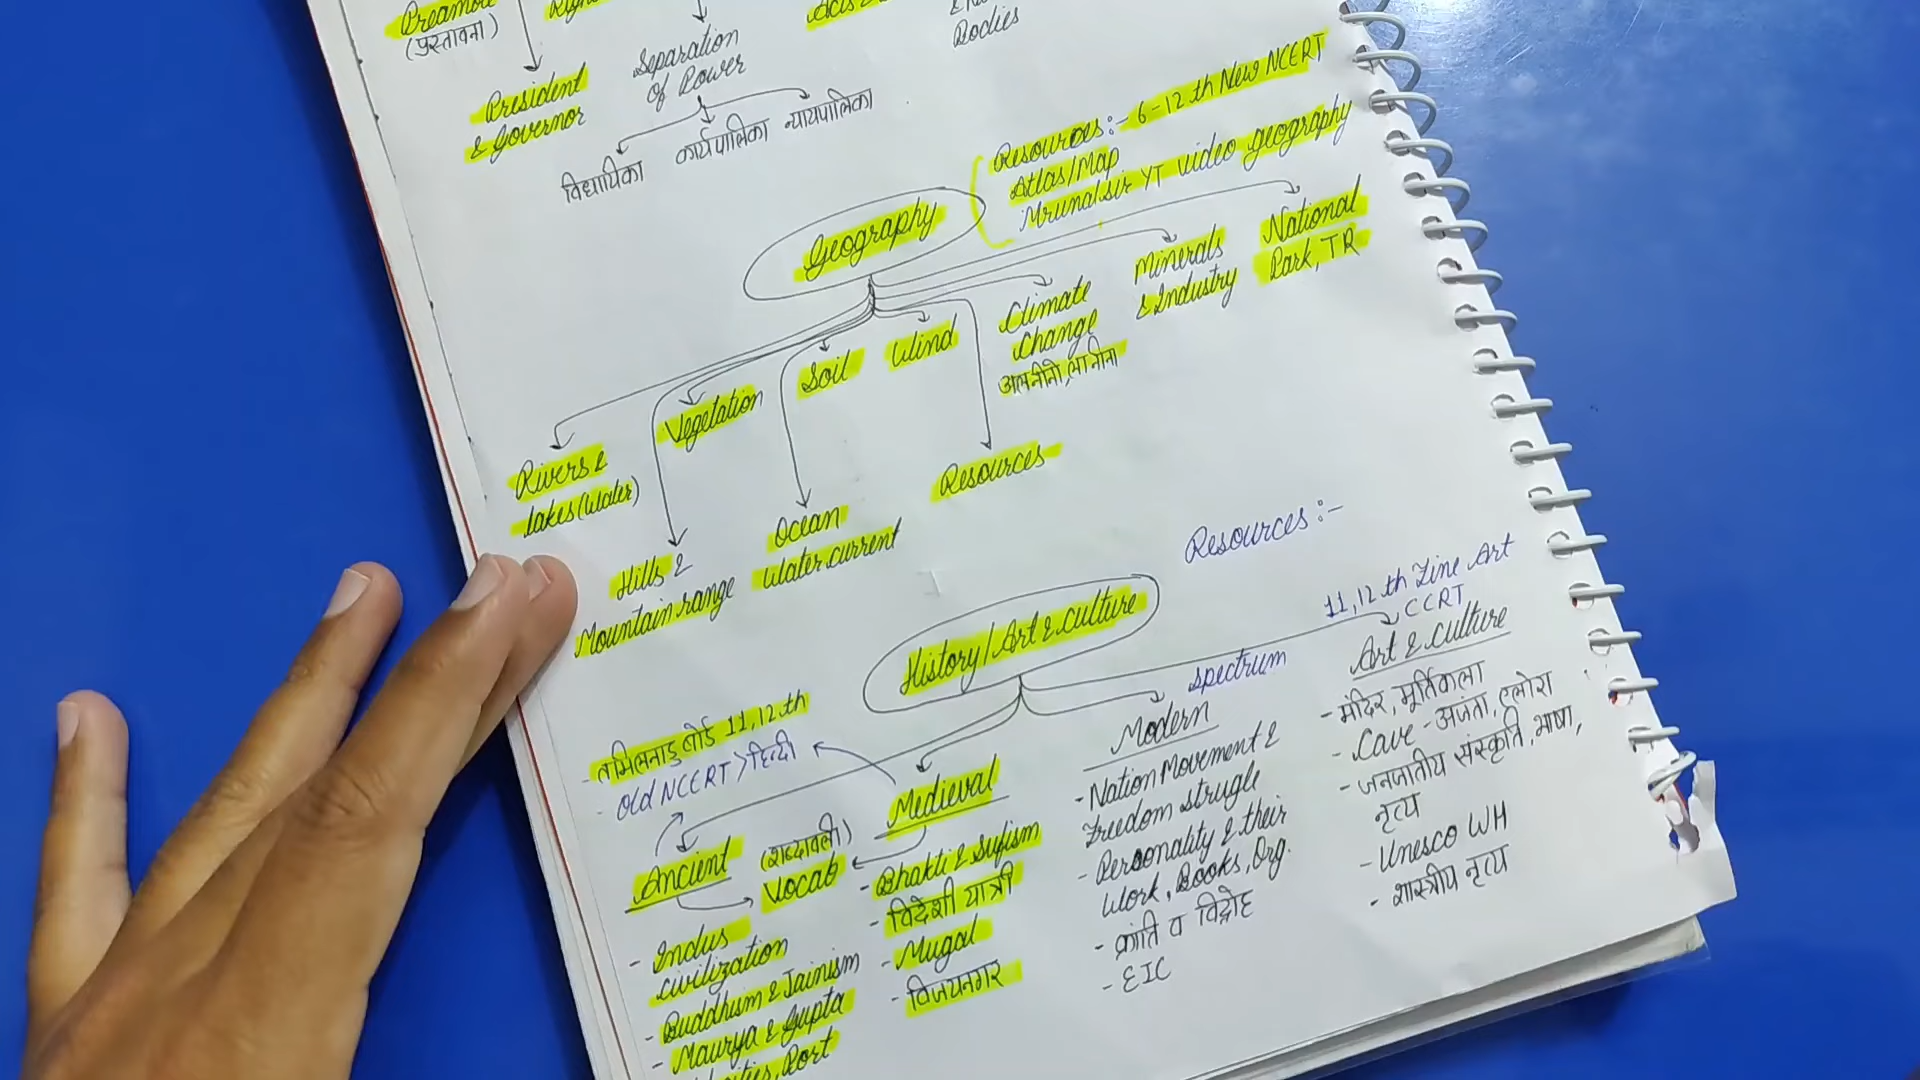 (प्रस्तावना)
President
& Governor
Separation
of Power
Bodies
विधायिका
कार्यपालिका
न्यायपालिका
Resources:- 6-12 th New NCERT
Atlas/Map
Mrunal sir YT video geography
Geography
Rivers &
Lakes (Water)
Hills &
Mountain range
Vegetation
Ocean
Water current
Soil
Wind
Resources
Climate
Change
अलनीनो, ला नीना
Minerals
& Industry
National
Park, TR
Resources:-
History/Art & Culture
11, 12 th Fine Art
CCRT
Spectrum
- तमिलनाडु बोर्ड 11, 12 th
- Old NCERT > हिन्दी
Ancient
(शब्दावली)
Vocab
- Indus
civilization
- Buddhism & Jainism
- Maurya & Gupta
Port
Medieval
- Bhakti & Sufism
- विदेशी यात्री
- Mugal
- विजयनगर
Modern
- Nation Movement &
Freedom strugle
- Personality & their
Work, Books, Org.
- क्रांति व विद्रोह
- EIC
Art & Culture
- मंदिर, मूर्तिकला
- Cave - अजंता, एलोरा
- जनजातीय संस्कृति, भाषा,
नृत्य
- Unesco WH
- शास्त्रीय नृत्य